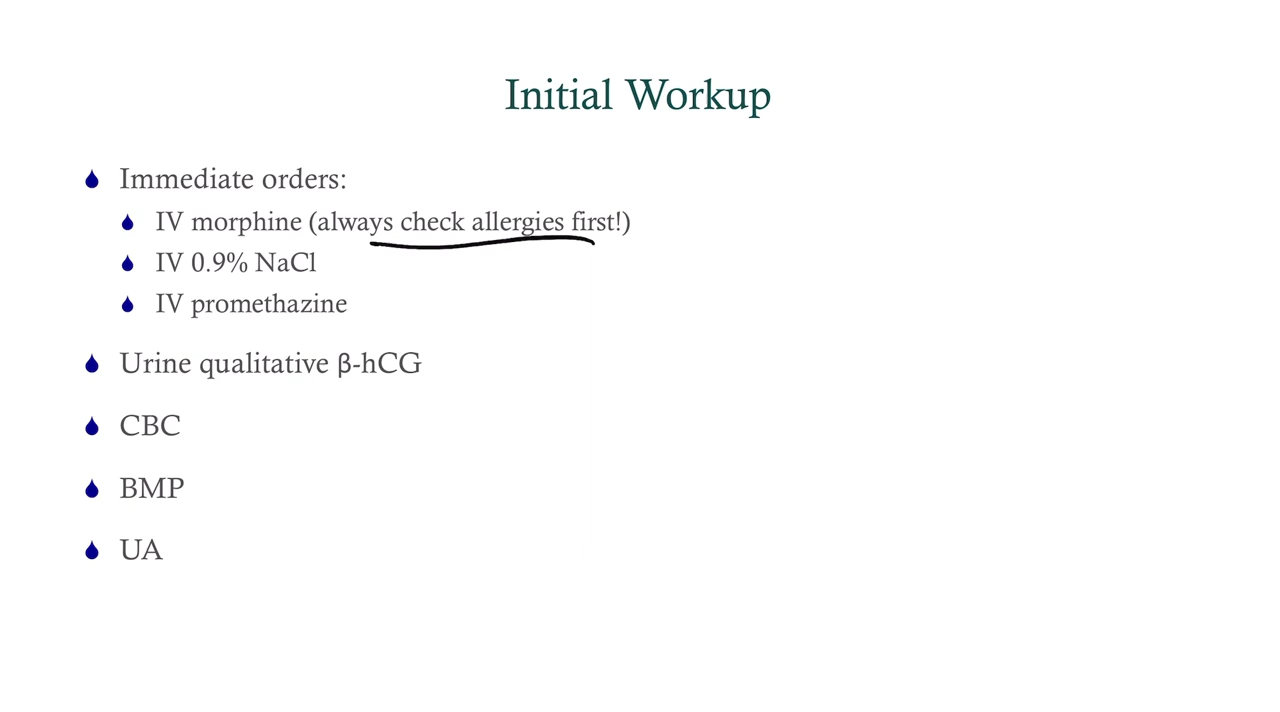 Initial Workup
Immediate orders:
IV morphine (always check allergies first!)
IV 0.9% NaCl
IV promethazine
Urine qualitative β-hCG
CBC
BMP
UA